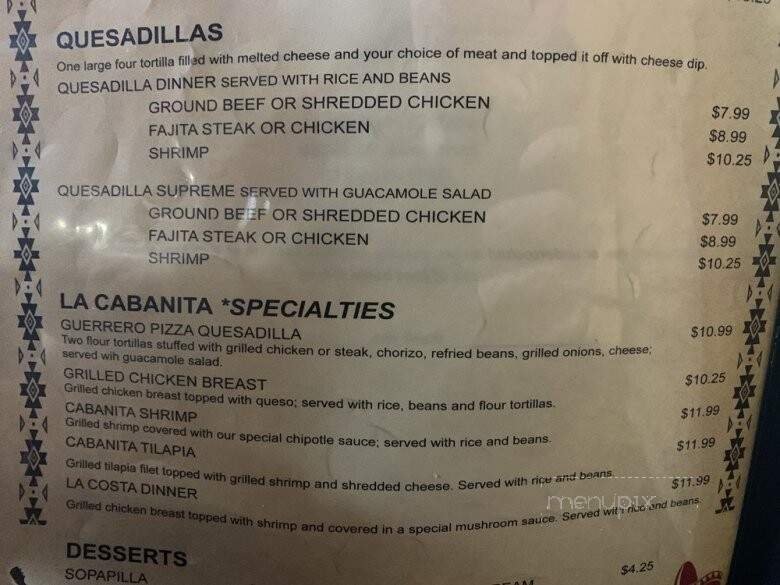 QUESADILLAS
One large four tortilla filled with melted cheese and your choice of meat and topped it off with cheese dip.
QUESADILLA DINNER SERVED WITH RICE AND BEANS
GROUND BEEF OR SHREDDED CHICKEN $7.99
FAJITA STEAK OR CHICKEN $8.99
SHRIMP $10.25
QUESADILLA SUPREME SERVED WITH GUACAMOLE SALAD
GROUND BEEF OR SHREDDED CHICKEN $7.99
FAJITA STEAK OR CHICKEN $8.99
SHRIMP $10.25
LA CABANITA *SPECIALTIES
GUERRERO PIZZA QUESADILLA $10.99
Two flour tortillas stuffed with grilled chicken or steak, chorizo, refried beans, grilled onions, cheese;
served wih guacamole salad.
GRILLED CHICKEN BREAST $10.25
Grilled chicken breast topped with queso; served with rice, beans and flour tortillas.
CABANITA SHRIMP $11.99
Grilled shrimp covered with our special chipotle sauce; served with rice and beans.
CABANITA TILAPIA $11.99
Grilled tilapia filet topped with grilled shrimp and shredded cheese. Served with rice and beans.
LA COSTA DINNER $11.99
Grilled chicken breast topped with shrimp and covered in a special mushroom sauce. Served with rice and beans.
menupix
DESSERTS
SOPAPILLA $4.25